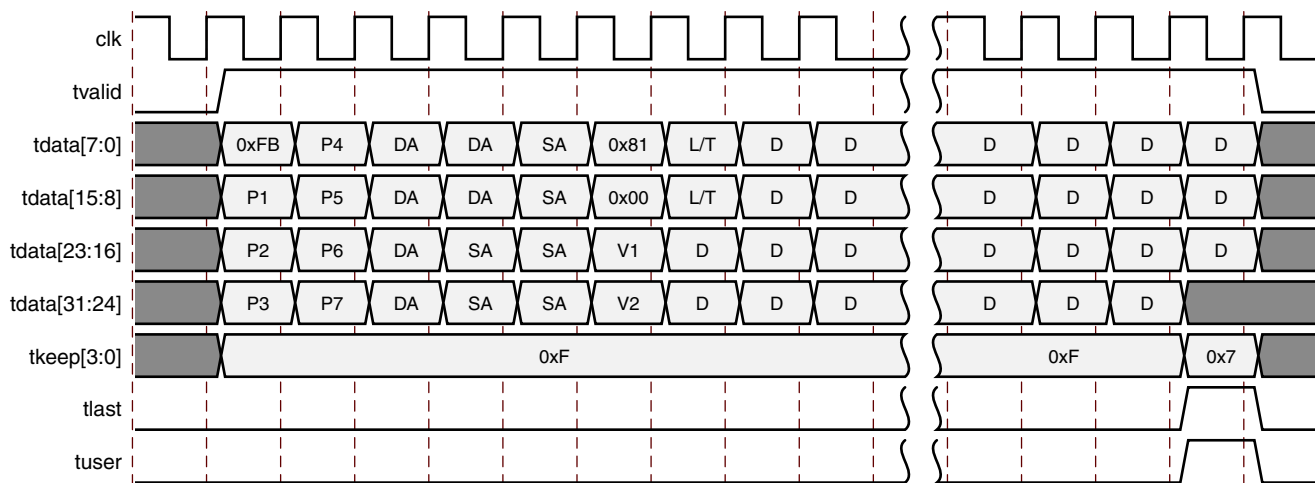 clk
tvalid
tdata[7:0] 0xFB P4 DA DA SA 0x81 L/T D D D D D D
tdata[15:8] P1 P5 DA DA SA 0x00 L/T D D D D D D
tdata[23:16] P2 P6 DA SA SA V1 D D D D D D D
tdata[31:24] P3 P7 DA SA SA V2 D D D D D D
tkeep[3:0] 0xF 0xF 0x7
tlast
tuser